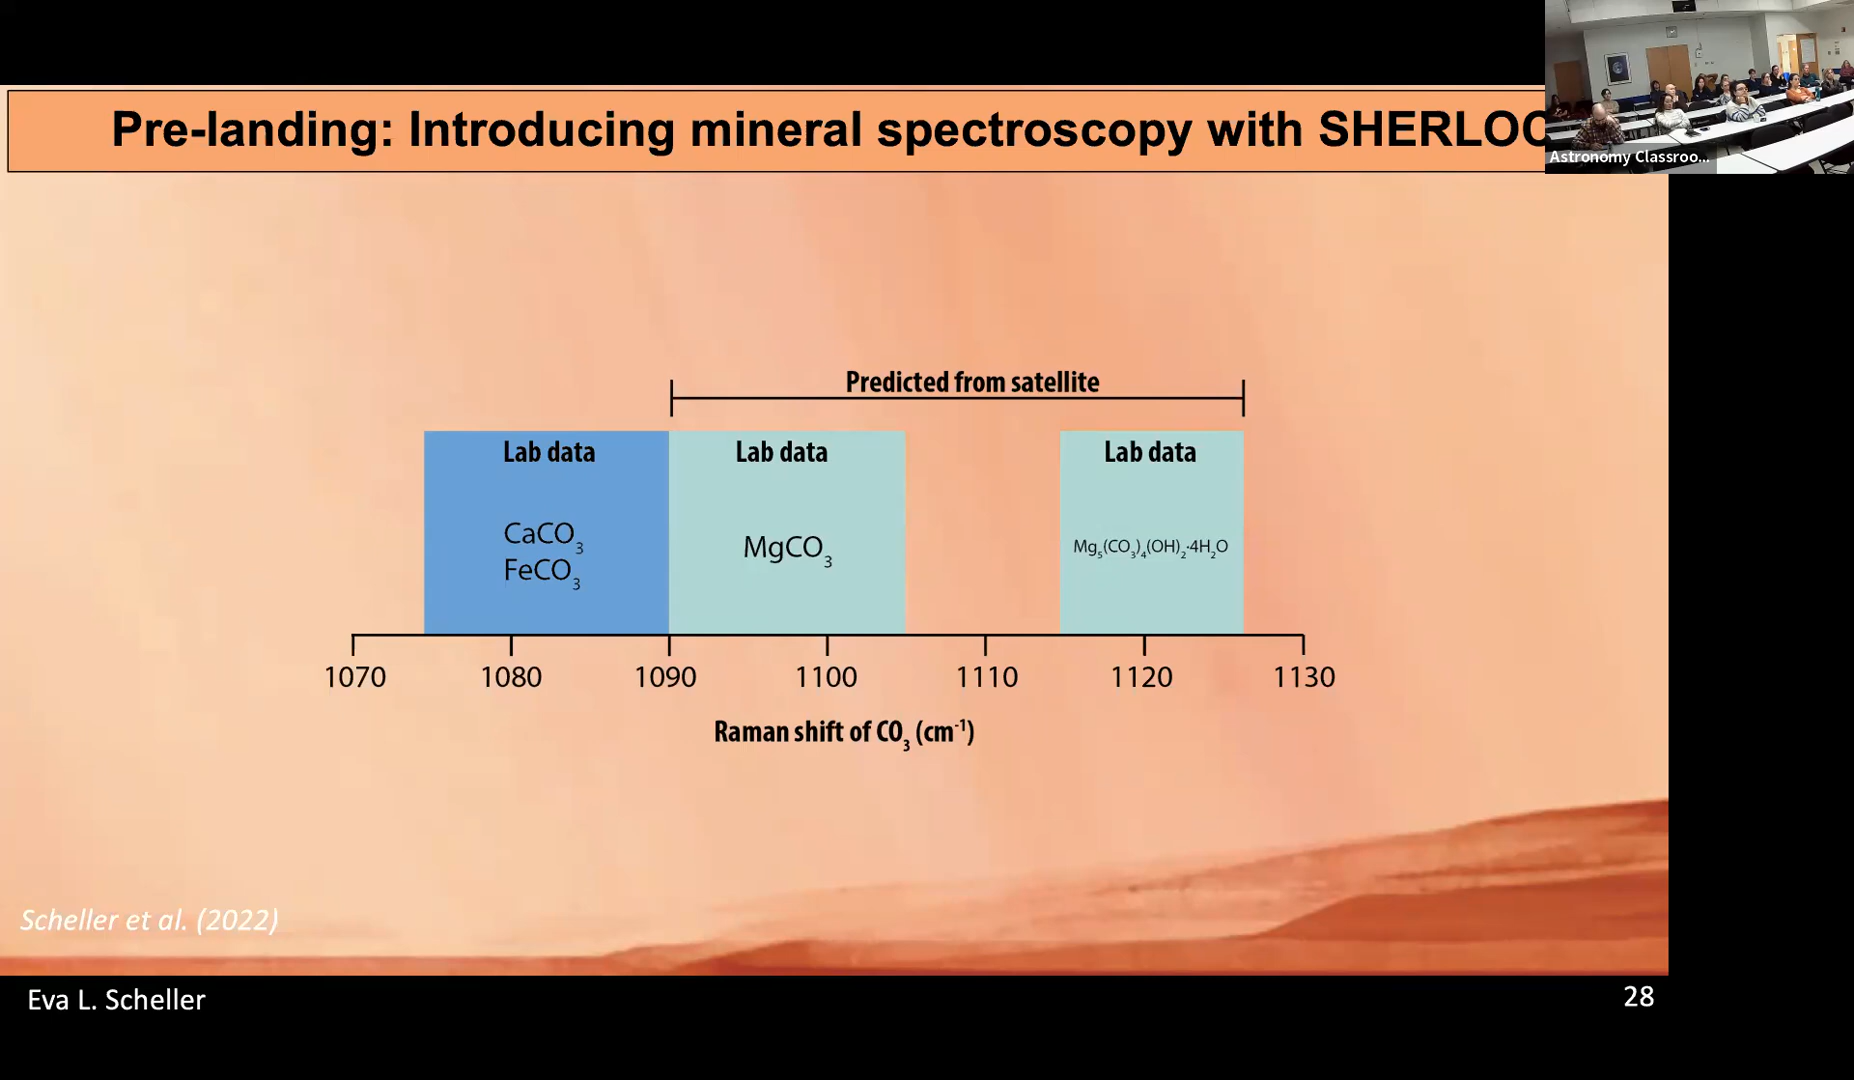 Pre-landing: Introducing mineral spectroscopy with SHERLOC
Astronomy Classroo...
Predicted from satellite
Lab data
Lab data
Lab data
CaCO₃
FeCO₃
MgCO₃
Mg₅(CO₃)₄(OH)₂·4H₂O
1070 1080 1090 1100 1110 1120 1130
Raman shift of CO₃ (cm⁻¹)
Scheller et al. (2022)
Eva L. Scheller
28